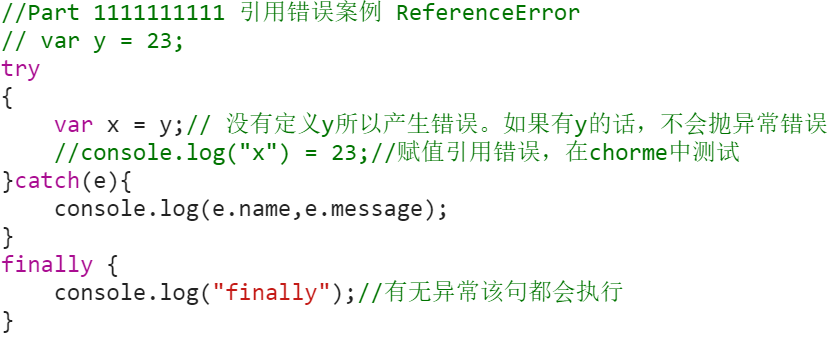 //Part 1111111111 引用错误案例 ReferenceError
// var y = 23;
try
{
    var x = y;// 没有定义y所以产生错误。如果有y的话，不会抛异常错误
    //console.log("x") = 23;//赋值引用错误，在chorme中测试
}catch(e){
    console.log(e.name,e.message);
}
finally {
    console.log("finally");//有无异常该句都会执行
}